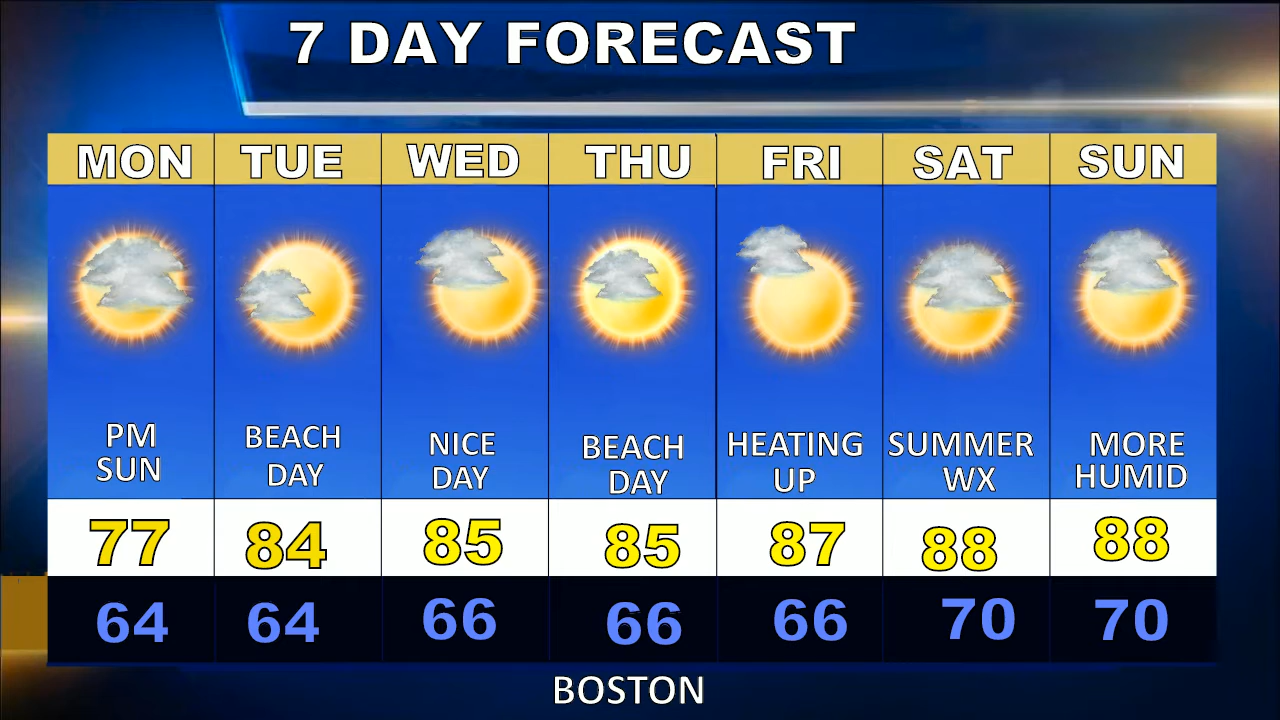 7 DAY FORECAST
MON TUE WED THU FRI SAT SUN
PM SUN
BEACH DAY
NICE DAY
BEACH DAY
HEATING UP
SUMMER WX
MORE HUMID
77 84 85 85 87 88 88
64 64 66 66 66 70 70
BOSTON